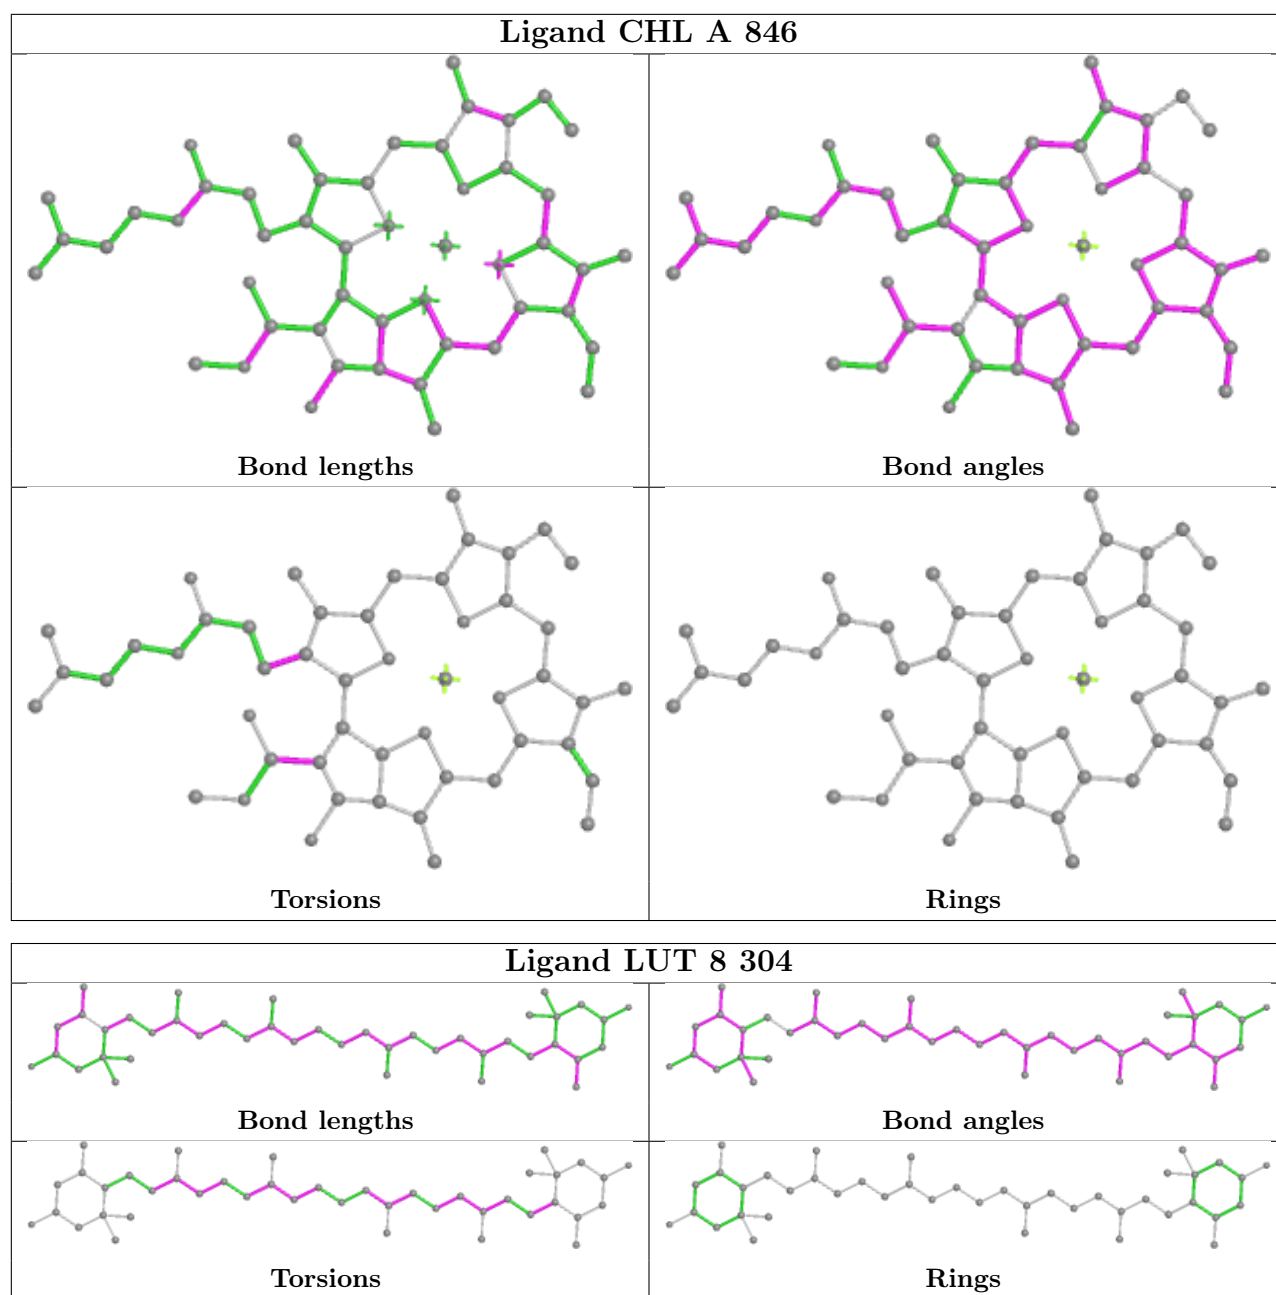 Ligand CHL A 846
Bond lengths
Bond angles
Torsions
Rings
Ligand LUT 8 304
Bond lengths
Bond angles
Torsions
Rings